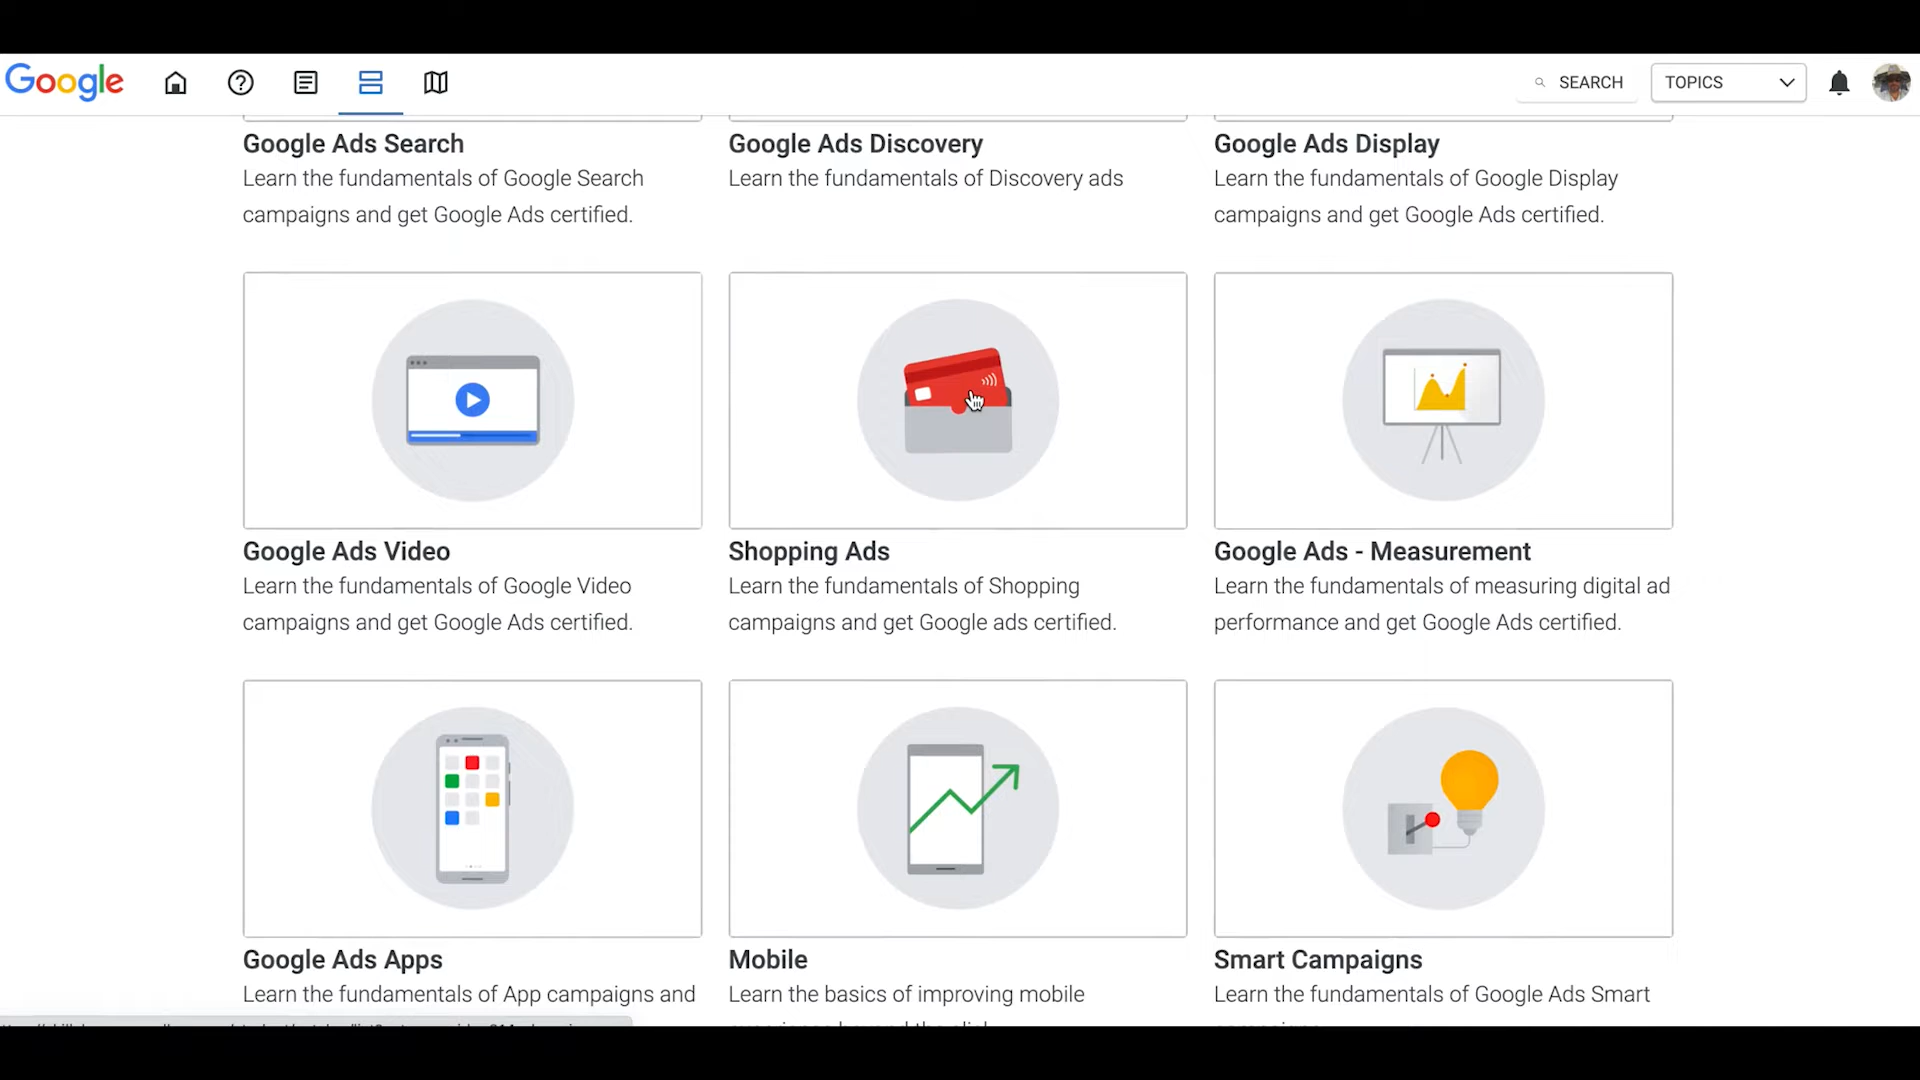 Google
SEARCH
TOPICS
Google Ads Search
Learn the fundamentals of Google Search
campaigns and get Google Ads certified.
Google Ads Discovery
Learn the fundamentals of Discovery ads
Google Ads Display
Learn the fundamentals of Google Display
campaigns and get Google Ads certified.
Google Ads Video
Learn the fundamentals of Google Video
campaigns and get Google Ads certified.
Shopping Ads
Learn the fundamentals of Shopping
campaigns and get Google ads certified.
Google Ads - Measurement
Learn the fundamentals of measuring digital ad
performance and get Google Ads certified.
Google Ads Apps
Learn the fundamentals of App campaigns and
Mobile
Learn the basics of improving mobile
Smart Campaigns
Learn the fundamentals of Google Ads Smart